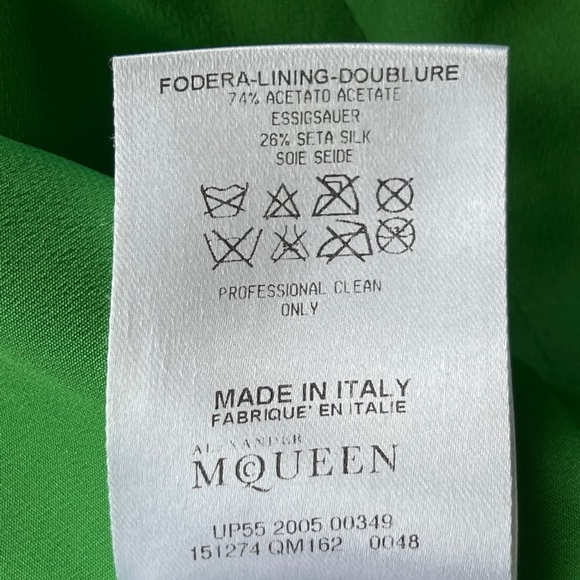 FODERA-LINING-DOUBLURE
74% ACETATO ACETATE
ESSIGSAUER
26% SETA SILK
SOIE SEIDE
PROFESSIONAL CLEAN
ONLY
MADE IN ITALY
FABRIQUE' EN ITALIE
ALEXANDER
McQUEEN
UP55 2005 00349
151274 QM162 0048